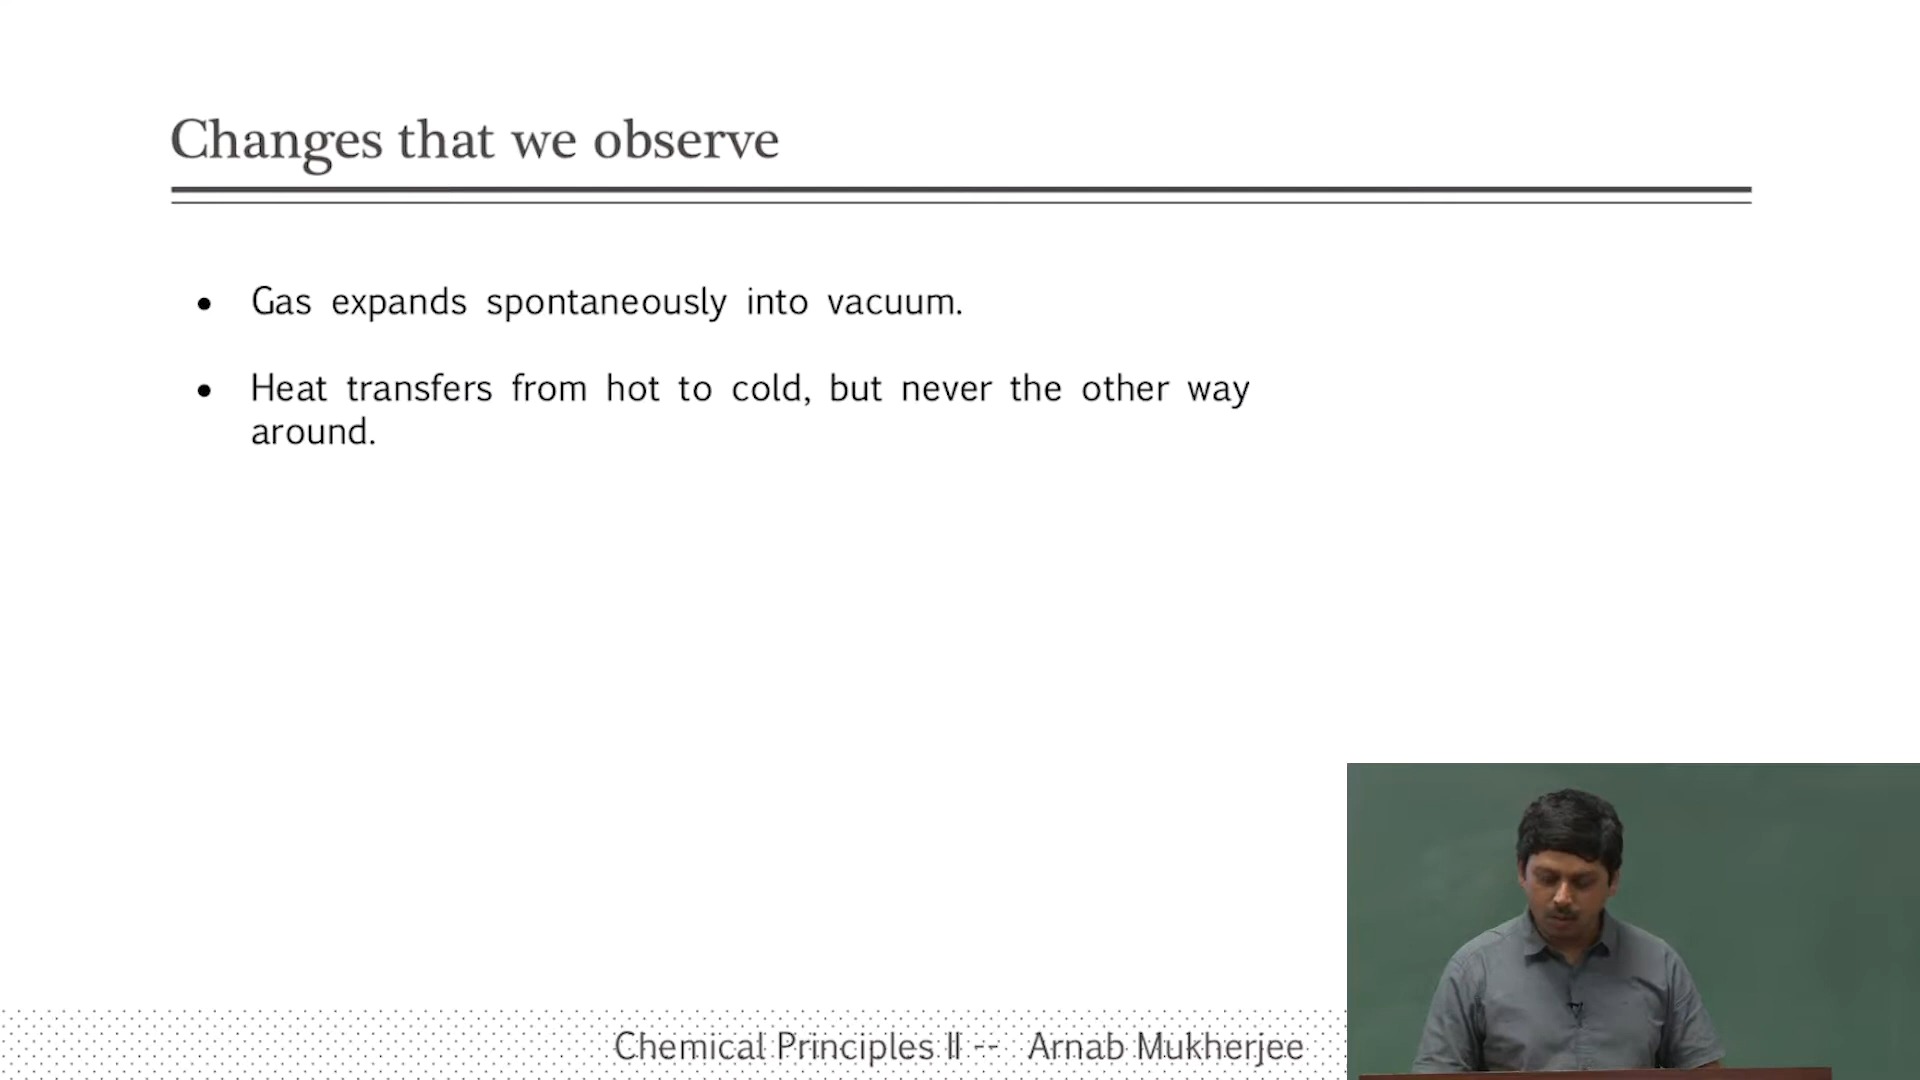 Changes that we observe
• Gas expands spontaneously into vacuum.
• Heat transfers from hot to cold, but never the other way
around.
Chemical Principles II -- Arnab Mukherjee